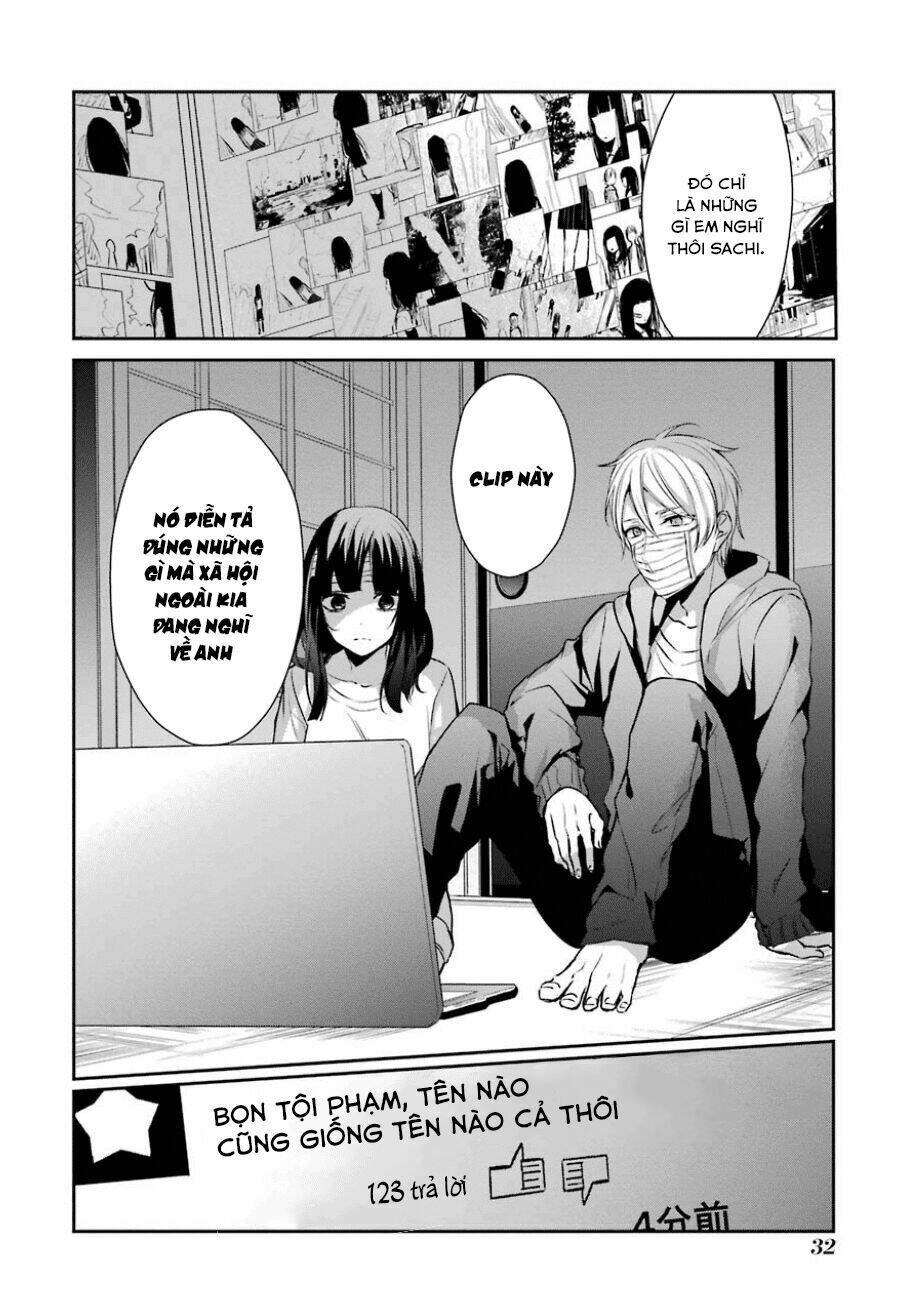 ĐÓ CHỈ
LÀ NHỮNG
GÌ EM NGHĨ
THÔI SACHI.
CLIP NÀY
NÓ DIỄN TẢ
ĐÚNG NHỮNG
GÌ MÀ XÃ HỘI
NGOÀI KIA
ĐANG NGHĨ
VỀ ANH
BỌN TỘI PHẠM, TÊN NÀO
CŨNG GIỐNG TÊN NÀO CẢ THÔI
123 trả lời
4分前
32